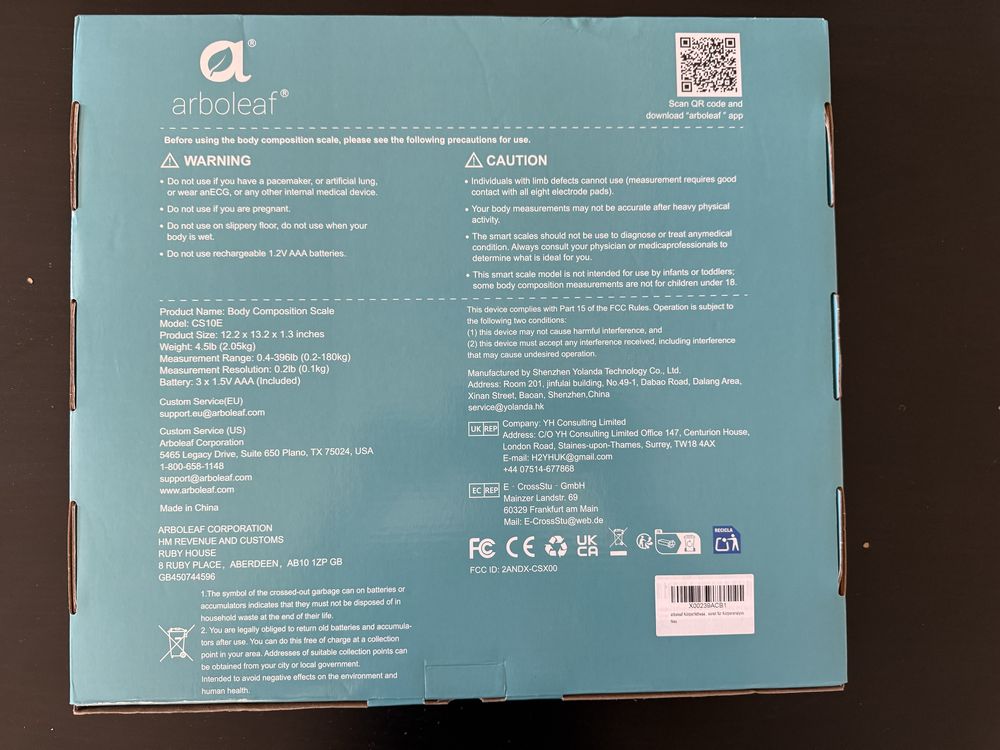 a®
arboleaf®
Scan QR code and
download “arboleaf ” app
Before using the body composition scale, please see the following precautions for use.
WARNING
• Do not use if you have a pacemaker, or artificial lung,
or wear anECG, or any other internal medical device.
• Do not use if you are pregnant.
• Do not use on slippery floor, do not use when your
body is wet.
• Do not use rechargeable 1.2V AAA batteries.
CAUTION
• Individuals with limb defects cannot use (measurement requires good
contact with all eight electrode pads).
• Your body measurements may not be accurate after heavy physical
activity.
• The smart scales should not be use to diagnose or treat anymedical
condition. Always consult your physician or medicaprofessionals to
determine what is ideal for you.
• This smart scale model is not intended for use by infants or toddlers;
some body composition measurements are not for children under 18.
Product Name: Body Composition Scale
Model: CS10E
Product Size: 12.2 x 13.2 x 1.3 inches
Weight: 4.5lb (2.05kg)
Measurement Range: 0.4-396lb (0.2-180kg)
Measurement Resolution: 0.2lb (0.1kg)
Battery: 3 x 1.5V AAA (Included)
Custom Service(EU)
support.eu@arboleaf.com
Custom Service (US)
Arboleaf Corporation
5465 Legacy Drive, Suite 650 Plano, TX 75024, USA
1-800-658-1148
support@arboleaf.com
www.arboleaf.com
Made in China
ARBOLEAF CORPORATION
HM REVENUE AND CUSTOMS
RUBY HOUSE
8 RUBY PLACE, ABERDEEN, AB10 1ZP GB
GB450744596
1.The symbol of the crossed-out garbage can on batteries or
accumulators indicates that they must not be disposed of in
household waste at the end of their life.
2. You are legally obliged to return old batteries and accumula-
tors after use. You can do this free of charge at a collection
point in your area. Addresses of suitable collection points can
be obtained from your city or local government.
Intended to avoid negative effects on the environment and
human health.
This device complies with Part 15 of the FCC Rules. Operation is subject to
the following two conditions:
(1) this device may not cause harmful interference, and
(2) this device must accept any interference received, including interference
that may cause undesired operation.
Manufactured by Shenzhen Yolanda Technology Co., Ltd.
Address: Room 201, jinfulai building, No.49-1, Dabao Road, Dalang Area,
Xinan Street, Baoan, Shenzhen,China
service@yolanda.hk
UK REP
Company: YH Consulting Limited
Address: C/O YH Consulting Limited Office 147, Centurion House,
London Road, Staines-upon-Thames, Surrey, TW18 4AX
E-mail: H2YHUK@gmail.com
+44 07514-677868
EC REP
E - CrossStu - GmbH
Mainzer Landstr. 69
60329 Frankfurt am Main
Mail: E-CrossStu@web.de
FC CE UK CA
RECICLA
FCC ID: 2ANDX-CSX00
X00239ACB1
Neu